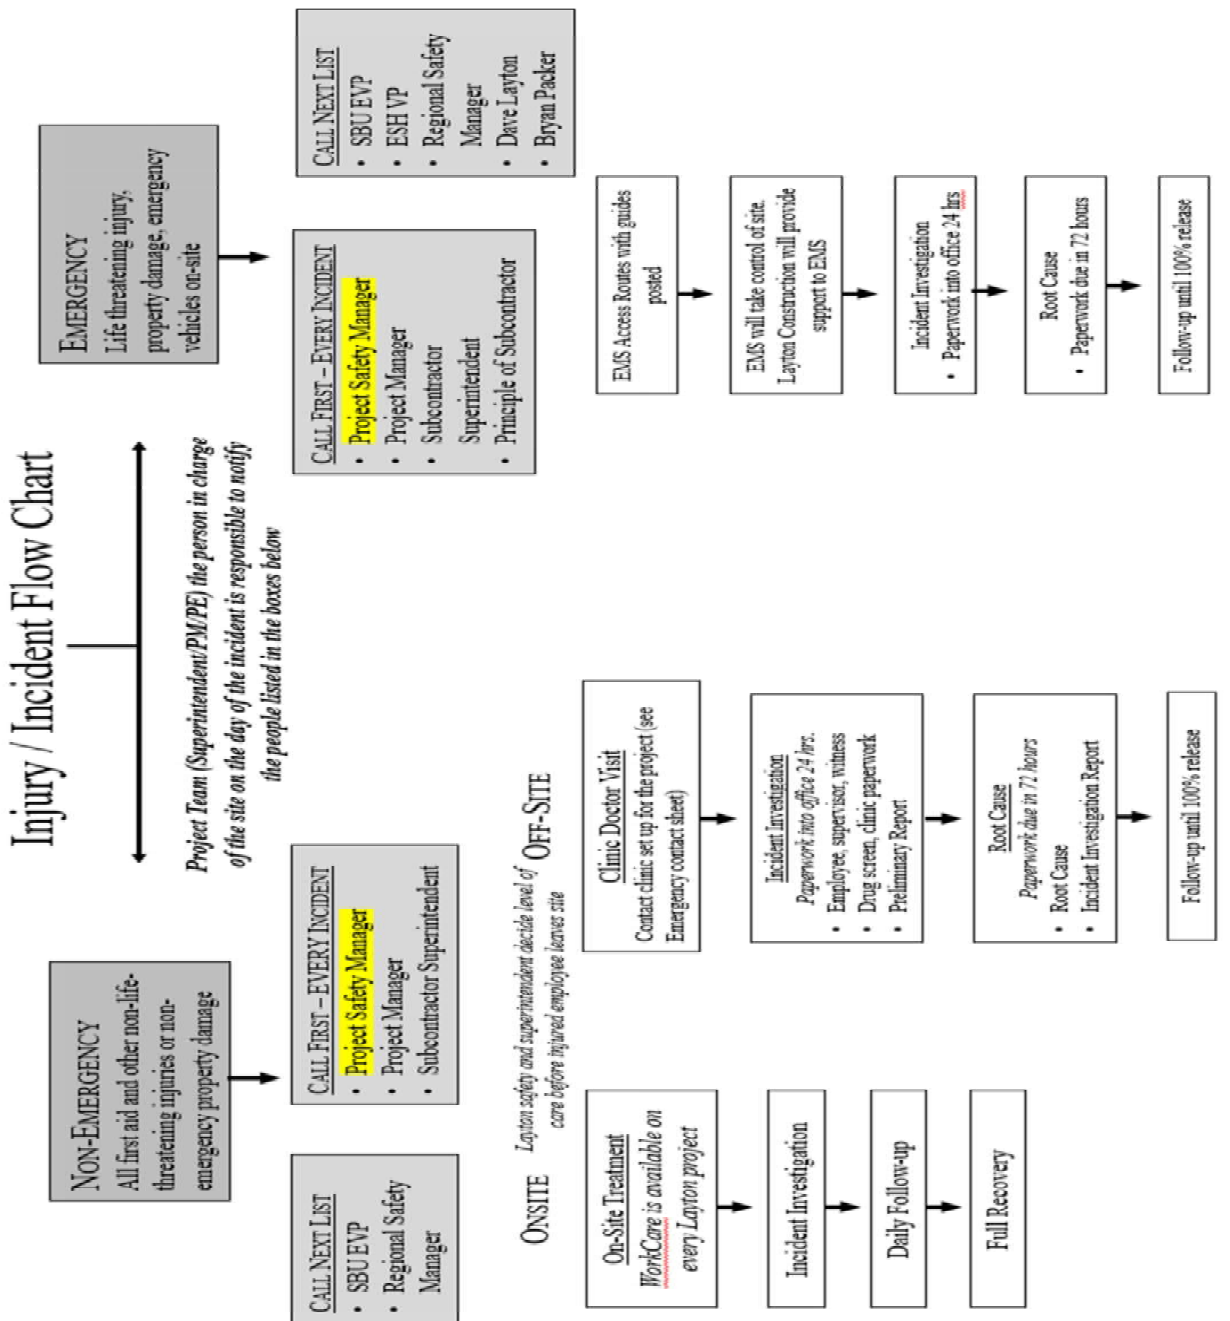 Injury / Incident Flow Chart
Project Team (Superintendent/PM/PE) the person in charge
of the site on the day of the incident is responsible to notify
the people listed in the boxes below
NON-EMERGENCY
All first aid and other non-life-
threatening injuries or non-
emergency property damage
EMERGENCY
Life threatening injury,
property damage, emergency
vehicles on-site
CALL NEXT LIST
• SBU EVP
• Regional Safety
Manager
CALL FIRST – EVERY INCIDENT
• Project Safety Manager
• Project Manager
• Subcontractor Superintendent
CALL FIRST – EVERY INCIDENT
• Project Safety Manager
• Project Manager
• Subcontractor
Superintendent
• Principle of Subcontractor
CALL NEXT LIST
• SBU EVP
• ESH VP
• Regional Safety
Manager
• Dave Layton
• Bryan Packer
ONSITE
Layton safety and superintendent decide level of
care before injured employee leaves site
OFF-SITE
On-Site Treatment
WorkCare is available on
every Layton project
Incident Investigation
Daily Follow-up
Full Recovery
Clinic Doctor Visit
Contact clinic set up for the project (see
Emergency contact sheet)
Incident Investigation
Paperwork into office 24 hrs.
• Employee, supervisor, witness
• Drug screen, clinic paperwork
• Preliminary Report
Root Cause
Paperwork due in 72 hours
• Root Cause
• Incident Investigation Report
Follow-up until 100% release
EMS Access Routes with guides
posted
EMS will take control of site.
Layton Construction will provide
support to EMS
Incident Investigation
• Paperwork into office 24 hrs
Root Cause
• Paperwork due in 72 hours
Follow-up until 100% release